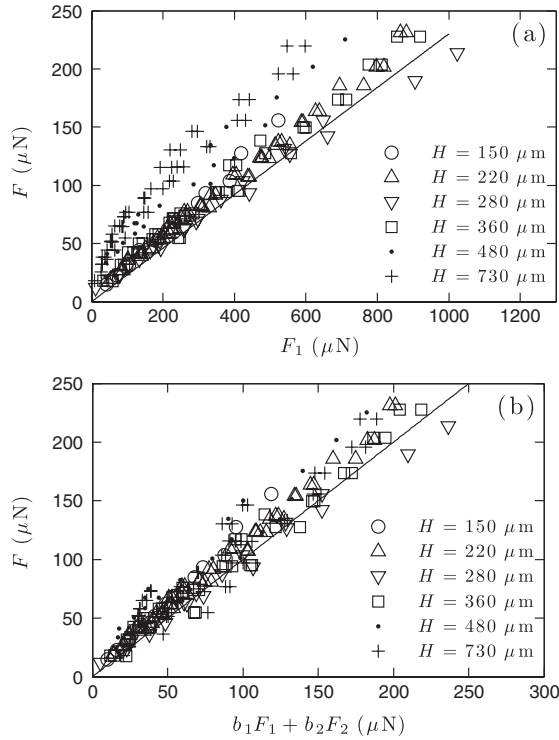 250
200
150
100
50
0
F (μN)
(a)
H = 150 μm
H = 220 μm
H = 280 μm
H = 360 μm
H = 480 μm
H = 730 μm
0 200 400 600 800 1000 1200
F₁ (μN)
250
200
150
100
50
0
F (μN)
(b)
H = 150 μm
H = 220 μm
H = 280 μm
H = 360 μm
H = 480 μm
H = 730 μm
0 50 100 150 200 250 300
b₁F₁ + b₂F₂ (μN)